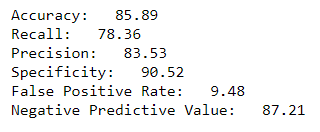 Accuracy:   85.89
Recall:   78.36
Precision:   83.53
Specificity:   90.52
False Positive Rate:   9.48
Negative Predictive Value:   87.21